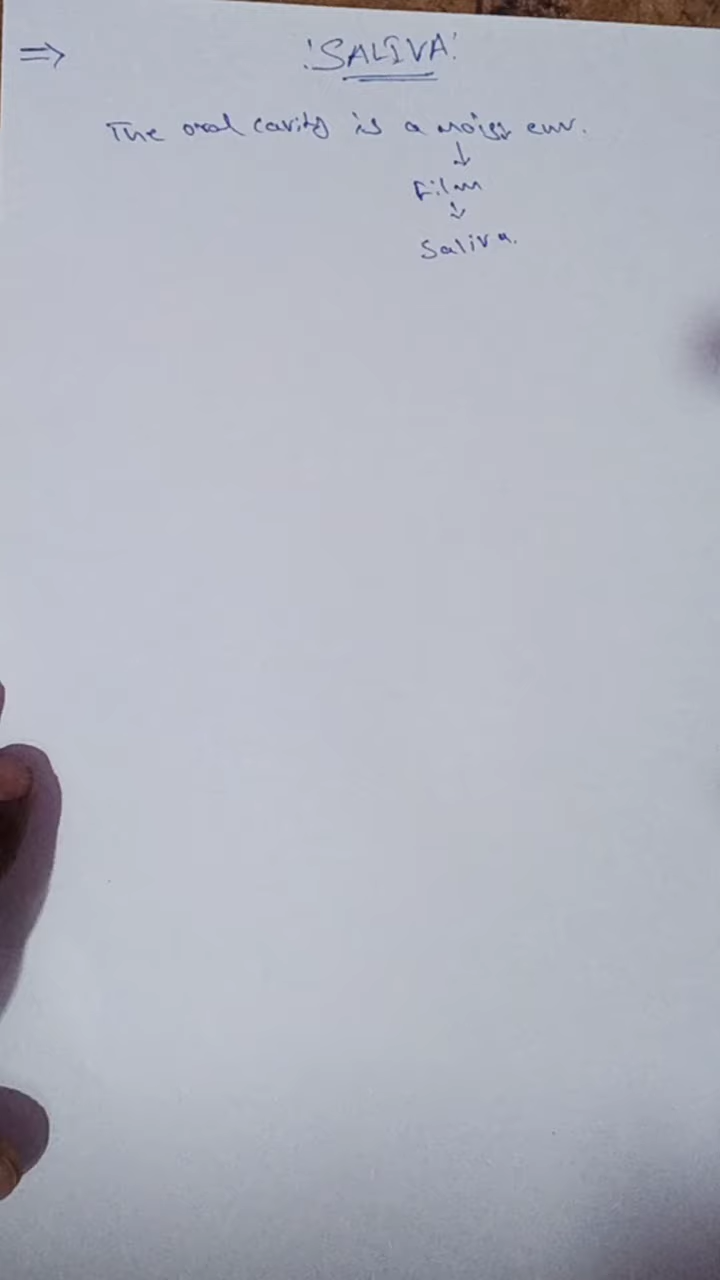 ⇒ 'SALIVA'
The oral cavity is a moist env.
↓
Film
↓
Saliva.